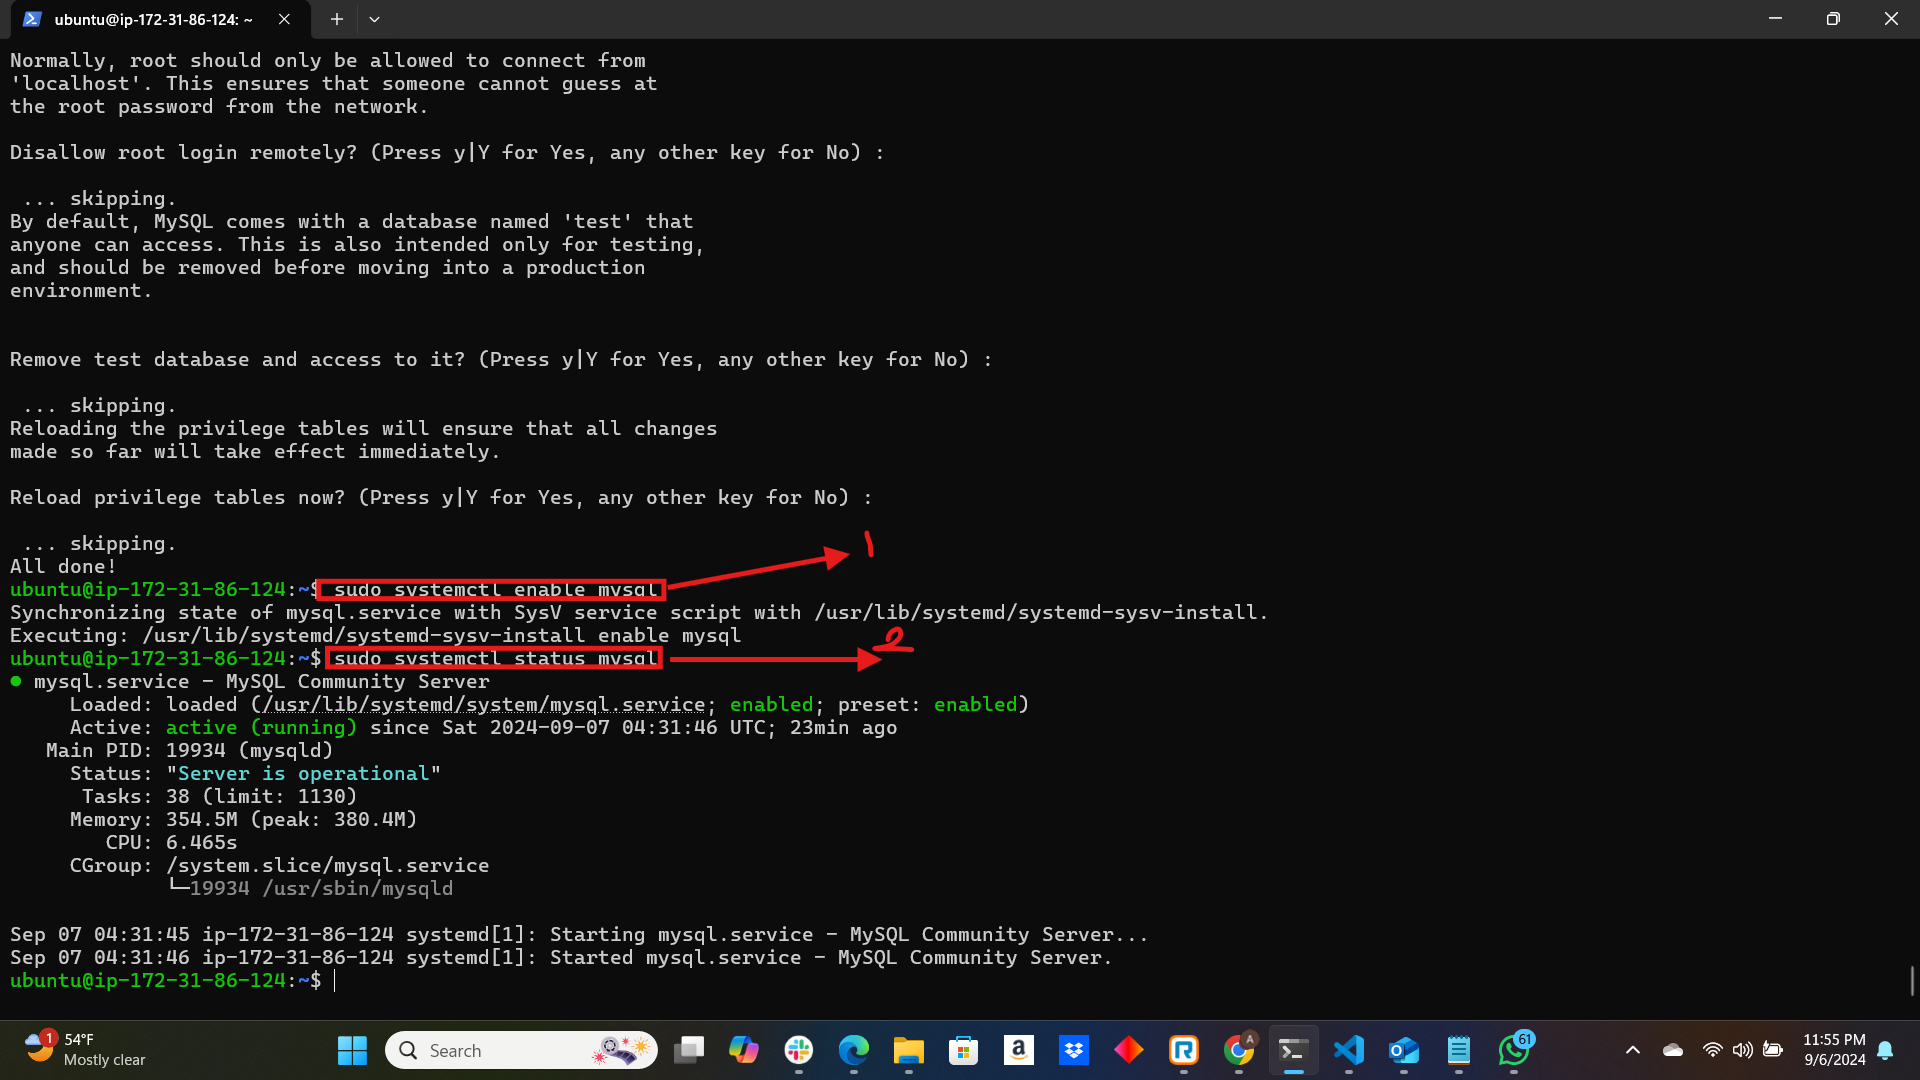 ubuntu@ip-172-31-86-124: ~
Normally, root should only be allowed to connect from
'localhost'. This ensures that someone cannot guess at
the root password from the network.
Disallow root login remotely? (Press y|Y for Yes, any other key for No) :
... skipping.
By default, MySQL comes with a database named 'test' that
anyone can access. This is also intended only for testing,
and should be removed before moving into a production
environment.
Remove test database and access to it? (Press y|Y for Yes, any other key for No) :
... skipping.
Reloading the privilege tables will ensure that all changes
made so far will take effect immediately.
Reload privilege tables now? (Press y|Y for Yes, any other key for No) :
... skipping.
1
All done!
ubuntu@ip-172-31-86-124:~$ sudo systemctl enable mysql
Synchronizing state of mysql.service with SysV service script with /usr/lib/systemd/systemd-sysv-install.
Executing: /usr/lib/systemd/systemd-sysv-install enable mysql
2
ubuntu@ip-172-31-86-124:~$ sudo systemctl status mysql
● mysql.service - MySQL Community Server
Loaded: loaded (/usr/lib/systemd/system/mysql.service; enabled; preset: enabled)
Active: active (running) since Sat 2024-09-07 04:31:46 UTC; 23min ago
Main PID: 19934 (mysqld)
Status: "Server is operational"
Tasks: 38 (limit: 1130)
Memory: 354.5M (peak: 380.4M)
CPU: 6.465s
CGroup: /system.slice/mysql.service
└─19934 /usr/sbin/mysqld
Sep 07 04:31:45 ip-172-31-86-124 systemd[1]: Starting mysql.service - MySQL Community Server...
Sep 07 04:31:46 ip-172-31-86-124 systemd[1]: Started mysql.service - MySQL Community Server.
ubuntu@ip-172-31-86-124:~$
1
54°F
Mostly clear
Search
a
R
A
O
61
11:55 PM
9/6/2024